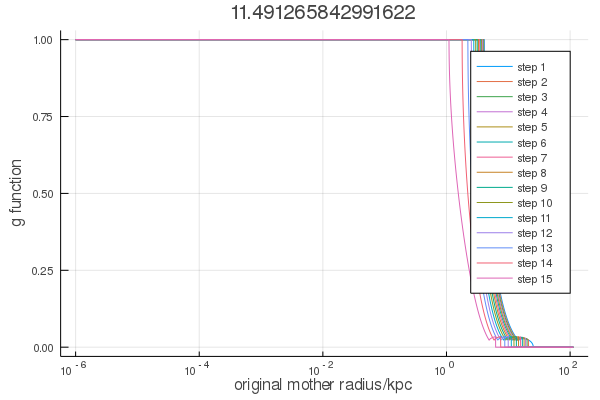 11.491265842991622
g function
1.00
0.75
0.50
0.25
0.00
step 1
step 2
step 3
step 4
step 5
step 6
step 7
step 8
step 9
step 10
step 11
step 12
step 13
step 14
step 15
10⁻⁶ 10⁻⁴ 10⁻² 10⁰ 10²
original mother radius/kpc